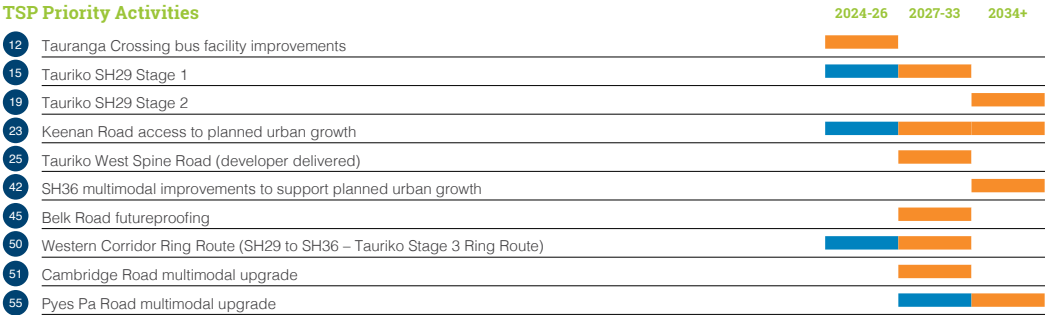 TSP Priority Activities 2024-26 2027-33 2034+
12 Tauranga Crossing bus facility improvements
15 Tauriko SH29 Stage 1
19 Tauriko SH29 Stage 2
23 Keenan Road access to planned urban growth
25 Tauriko West Spine Road (developer delivered)
42 SH36 multimodal improvements to support planned urban growth
45 Belk Road futureproofing
50 Western Corridor Ring Route (SH29 to SH36 – Tauriko Stage 3 Ring Route)
51 Cambridge Road multimodal upgrade
55 Pyes Pa Road multimodal upgrade